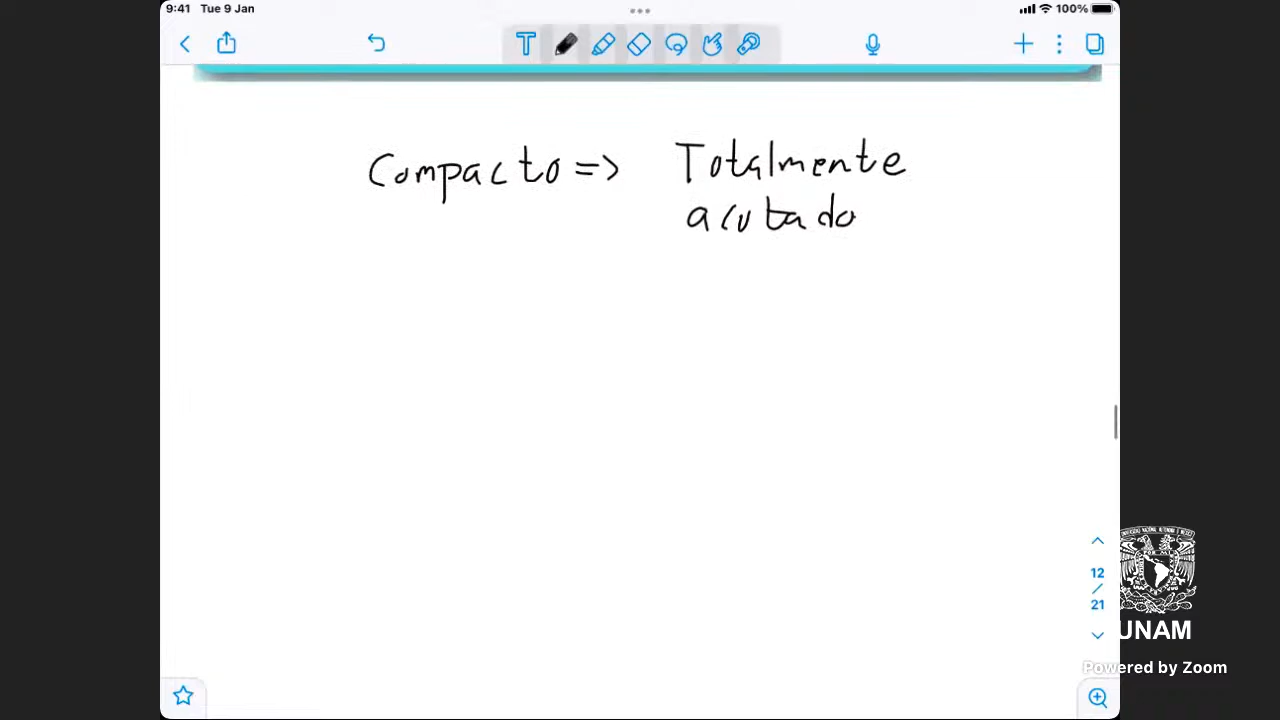 9:41 Tue 9 Jan
100%
T
Compacto => Totalmente
acotado
12
/
21
UNAM
Powered by Zoom